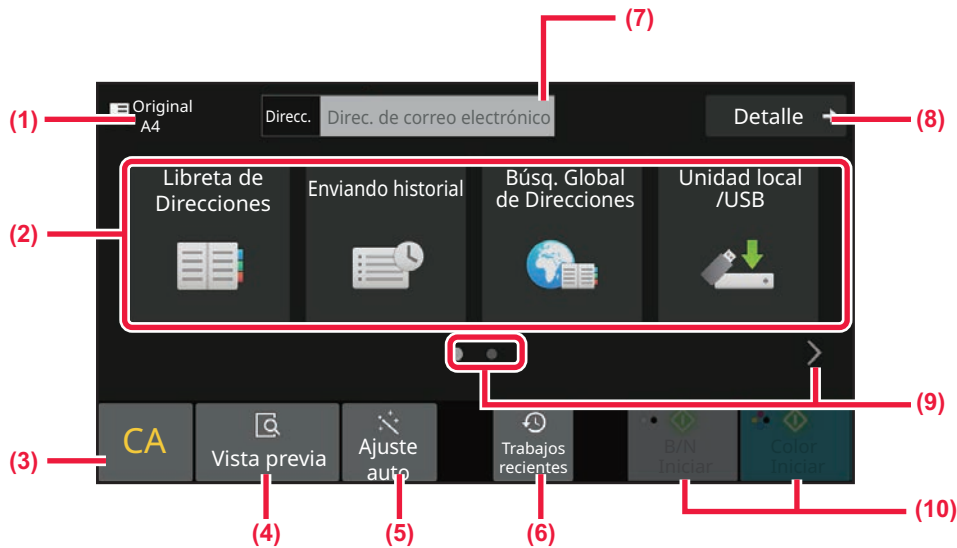 (7)
Original
A4
(1)
Direcc.
Direc. de correo electrónico
Detalle
(8)
Libreta de
Direcciones
Enviando historial
Búsq. Global
de Direcciones
Unidad local
/USB
(2)
(9)
CA
Vista previa
Ajuste
auto
Trabajos
recientes
B/N
Iniciar
Color
Iniciar
(3)
(4)
(5)
(6)
(10)